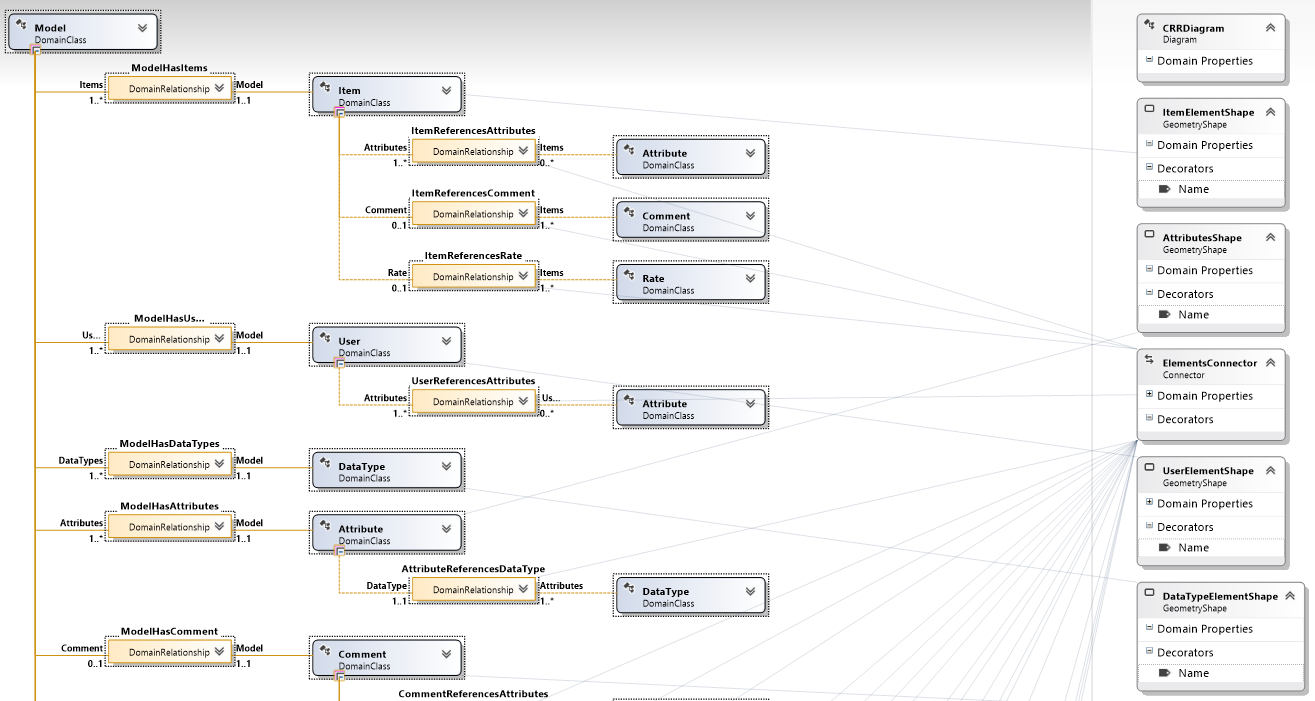 Model
DomainClass
ModelHasItems
Items
1..*
DomainRelationship
Model
1..1
Item
DomainClass
ItemReferencesAttributes
Attributes
1..*
DomainRelationship
Items
0..*
Attribute
DomainClass
ItemReferencesComment
Comment
0..1
DomainRelationship
Items
1..*
Comment
DomainClass
ItemReferencesRate
Rate
0..1
DomainRelationship
Items
1..*
Rate
DomainClass
ModelHasUs...
Us...
1..*
DomainRelationship
Model
1..1
User
DomainClass
UserReferencesAttributes
Attributes
1..*
DomainRelationship
Us...
0..*
Attribute
DomainClass
ModelHasDataTypes
DataTypes
1..*
DomainRelationship
Model
1..1
DataType
DomainClass
ModelHasAttributes
Attributes
1..*
DomainRelationship
Model
1..1
Attribute
DomainClass
AttributeReferencesDataType
DataType
1..1
DomainRelationship
Attributes
1..*
DataType
DomainClass
ModelHasComment
Comment
0..1
DomainRelationship
Model
1..1
Comment
DomainClass
CommentReferencesAttributes
CRRDiagram
Diagram
Domain Properties
ItemElementShape
GeometryShape
Domain Properties
Decorators
Name
AttributesShape
GeometryShape
Domain Properties
Decorators
Name
ElementsConnector
Connector
Domain Properties
Decorators
UserElementShape
GeometryShape
Domain Properties
Decorators
Name
DataTypeElementShape
GeometryShape
Domain Properties
Decorators
Name